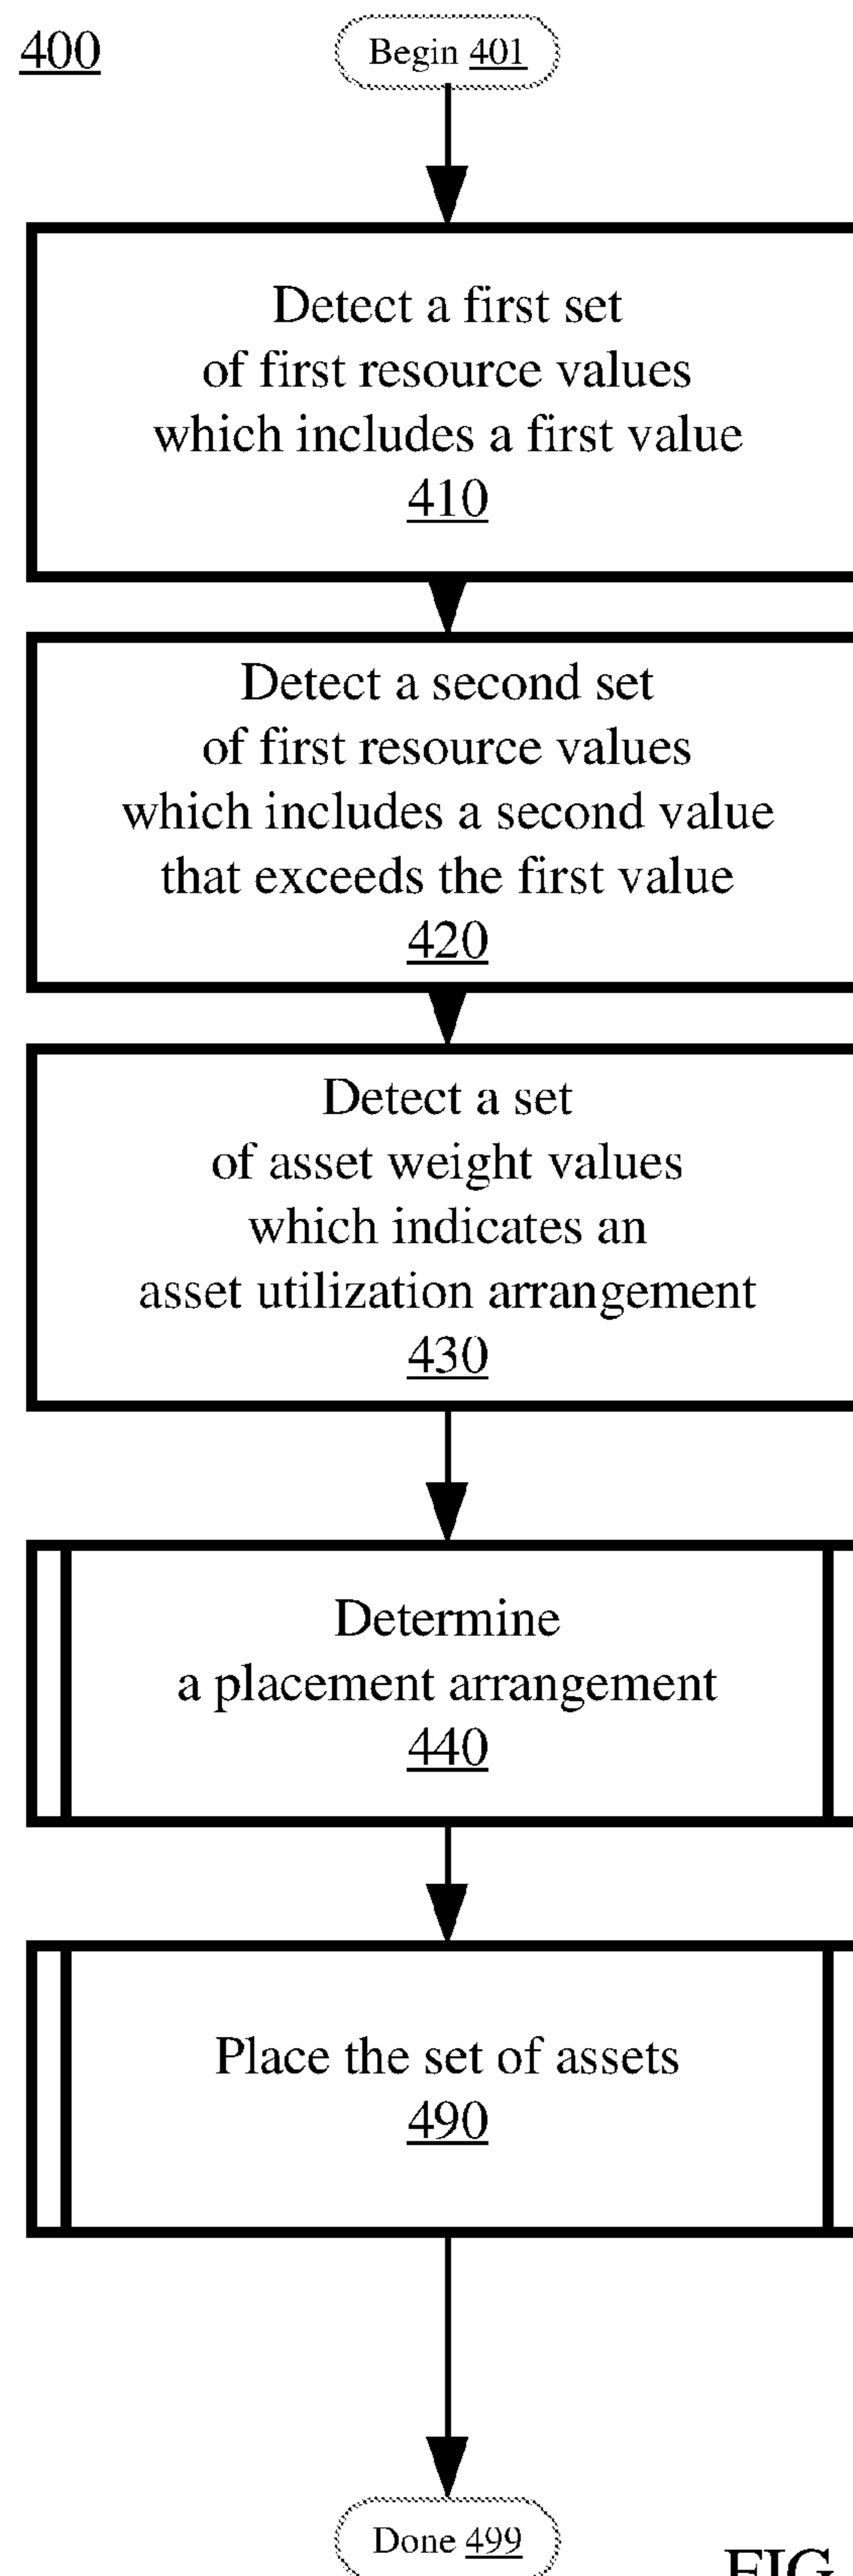 400
Begin 401
Detect a first set
of first resource values
which includes a first value
410
Detect a second set
of first resource values
which includes a second value
that exceeds the first value
420
Detect a set
of asset weight values
which indicates an
asset utilization arrangement
430
Determine
a placement arrangement
440
Place the set of assets
490
Done 499
FIG